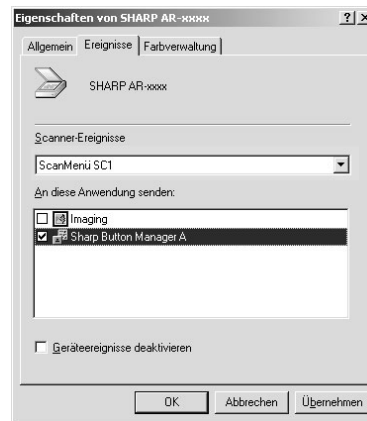 Eigenschaften von SHARP AR-xxxx
Allgemein Ereignisse Farbverwaltung
SHARP AR-xxxx
Scanner-Ereignisse
ScanMenü SC1
An diese Anwendung senden:
Imaging
Sharp Button Manager A
Geräteereignisse deaktivieren
OK Abbrechen Übernehmen